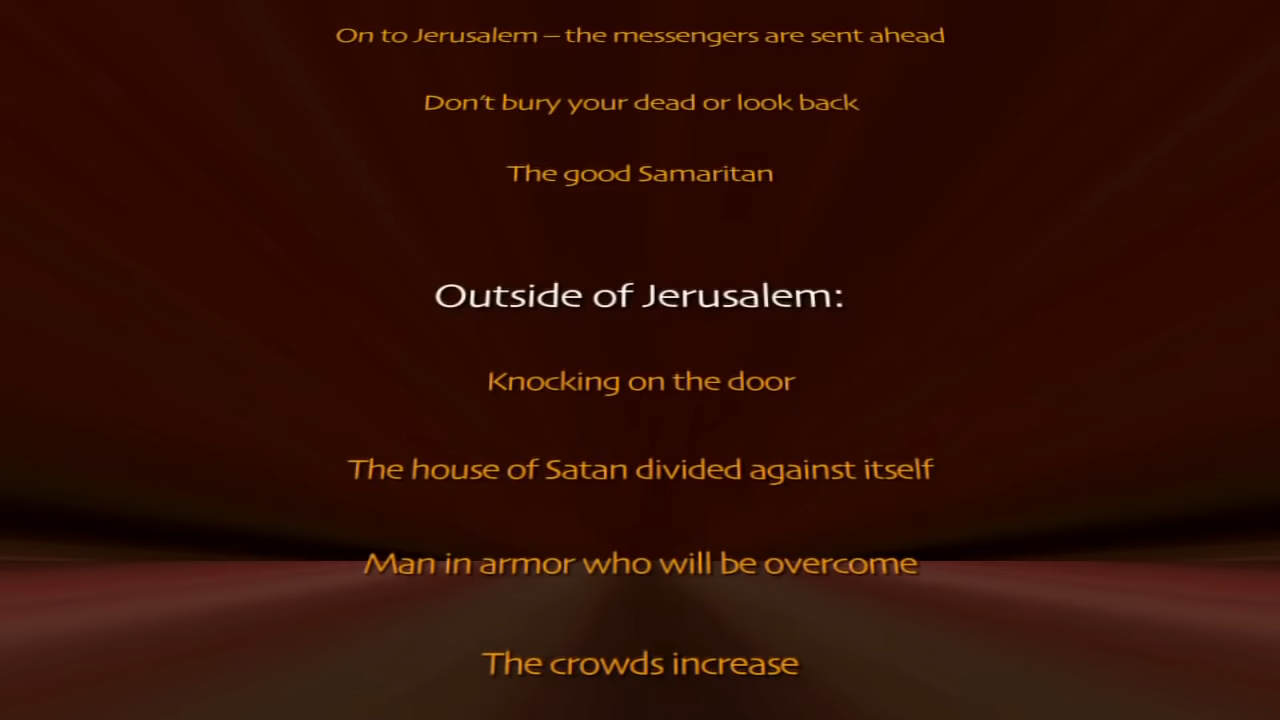 On to Jerusalem – the messengers are sent ahead
Don’t bury your dead or look back
The good Samaritan
Outside of Jerusalem:
Knocking on the door
The house of Satan divided against itself
Man in armor who will be overcome
The crowds increase